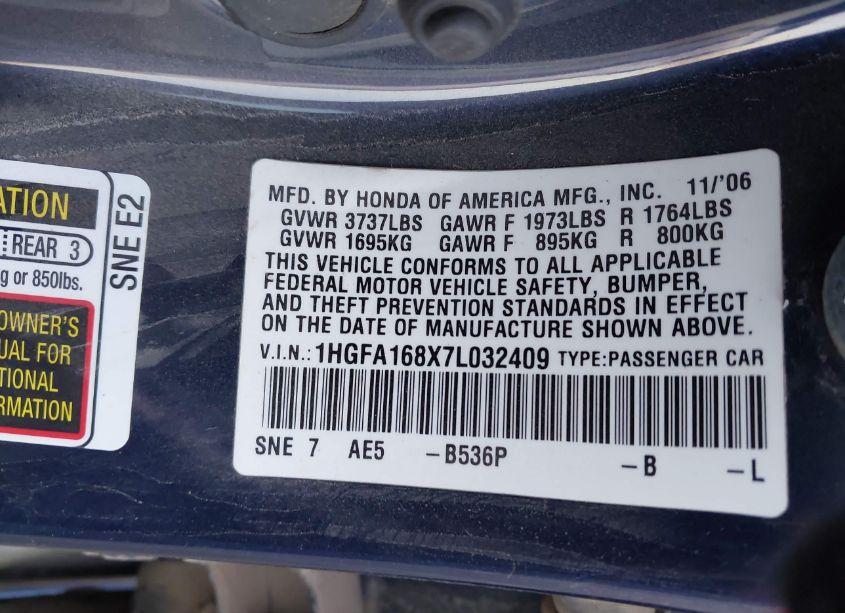 ATION
REAR 3
g or 850lbs.
OWNER'S
UAL FOR
TIONAL
ORMATION
SNE E2
MFD. BY HONDA OF AMERICA MFG., INC. 11/'06
GVWR 3737LBS GAWR F 1973LBS R 1764LBS
GVWR 1695KG GAWR F 895KG R 800KG
THIS VEHICLE CONFORMS TO ALL APPLICABLE
FEDERAL MOTOR VEHICLE SAFETY, BUMPER,
AND THEFT PREVENTION STANDARDS IN EFFECT
ON THE DATE OF MANUFACTURE SHOWN ABOVE.
V.I.N.: 1HGFA168X7L032409 TYPE:PASSENGER CAR
SNE 7 AE5 -B536P -B -L